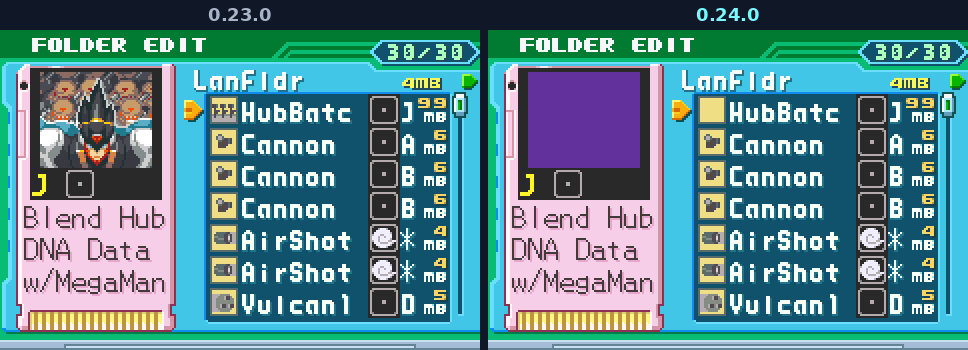 0.23.0
FOLDER EDIT
30/30
LanFldr 4MB
HubBatc J 99 MB
Cannon A 6 MB
Cannon B 6 MB
Cannon B 6 MB
AirShot * 4 MB
AirShot * 4 MB
Vulcan1 D 5 MB
J
Blend Hub
DNA Data
w/MegaMan
0.24.0
FOLDER EDIT
30/30
LanFldr 4MB
HubBatc J 99 MB
Cannon A 6 MB
Cannon B 6 MB
Cannon B 6 MB
AirShot * 4 MB
AirShot * 4 MB
Vulcan1 D 5 MB
J
Blend Hub
DNA Data
w/MegaMan